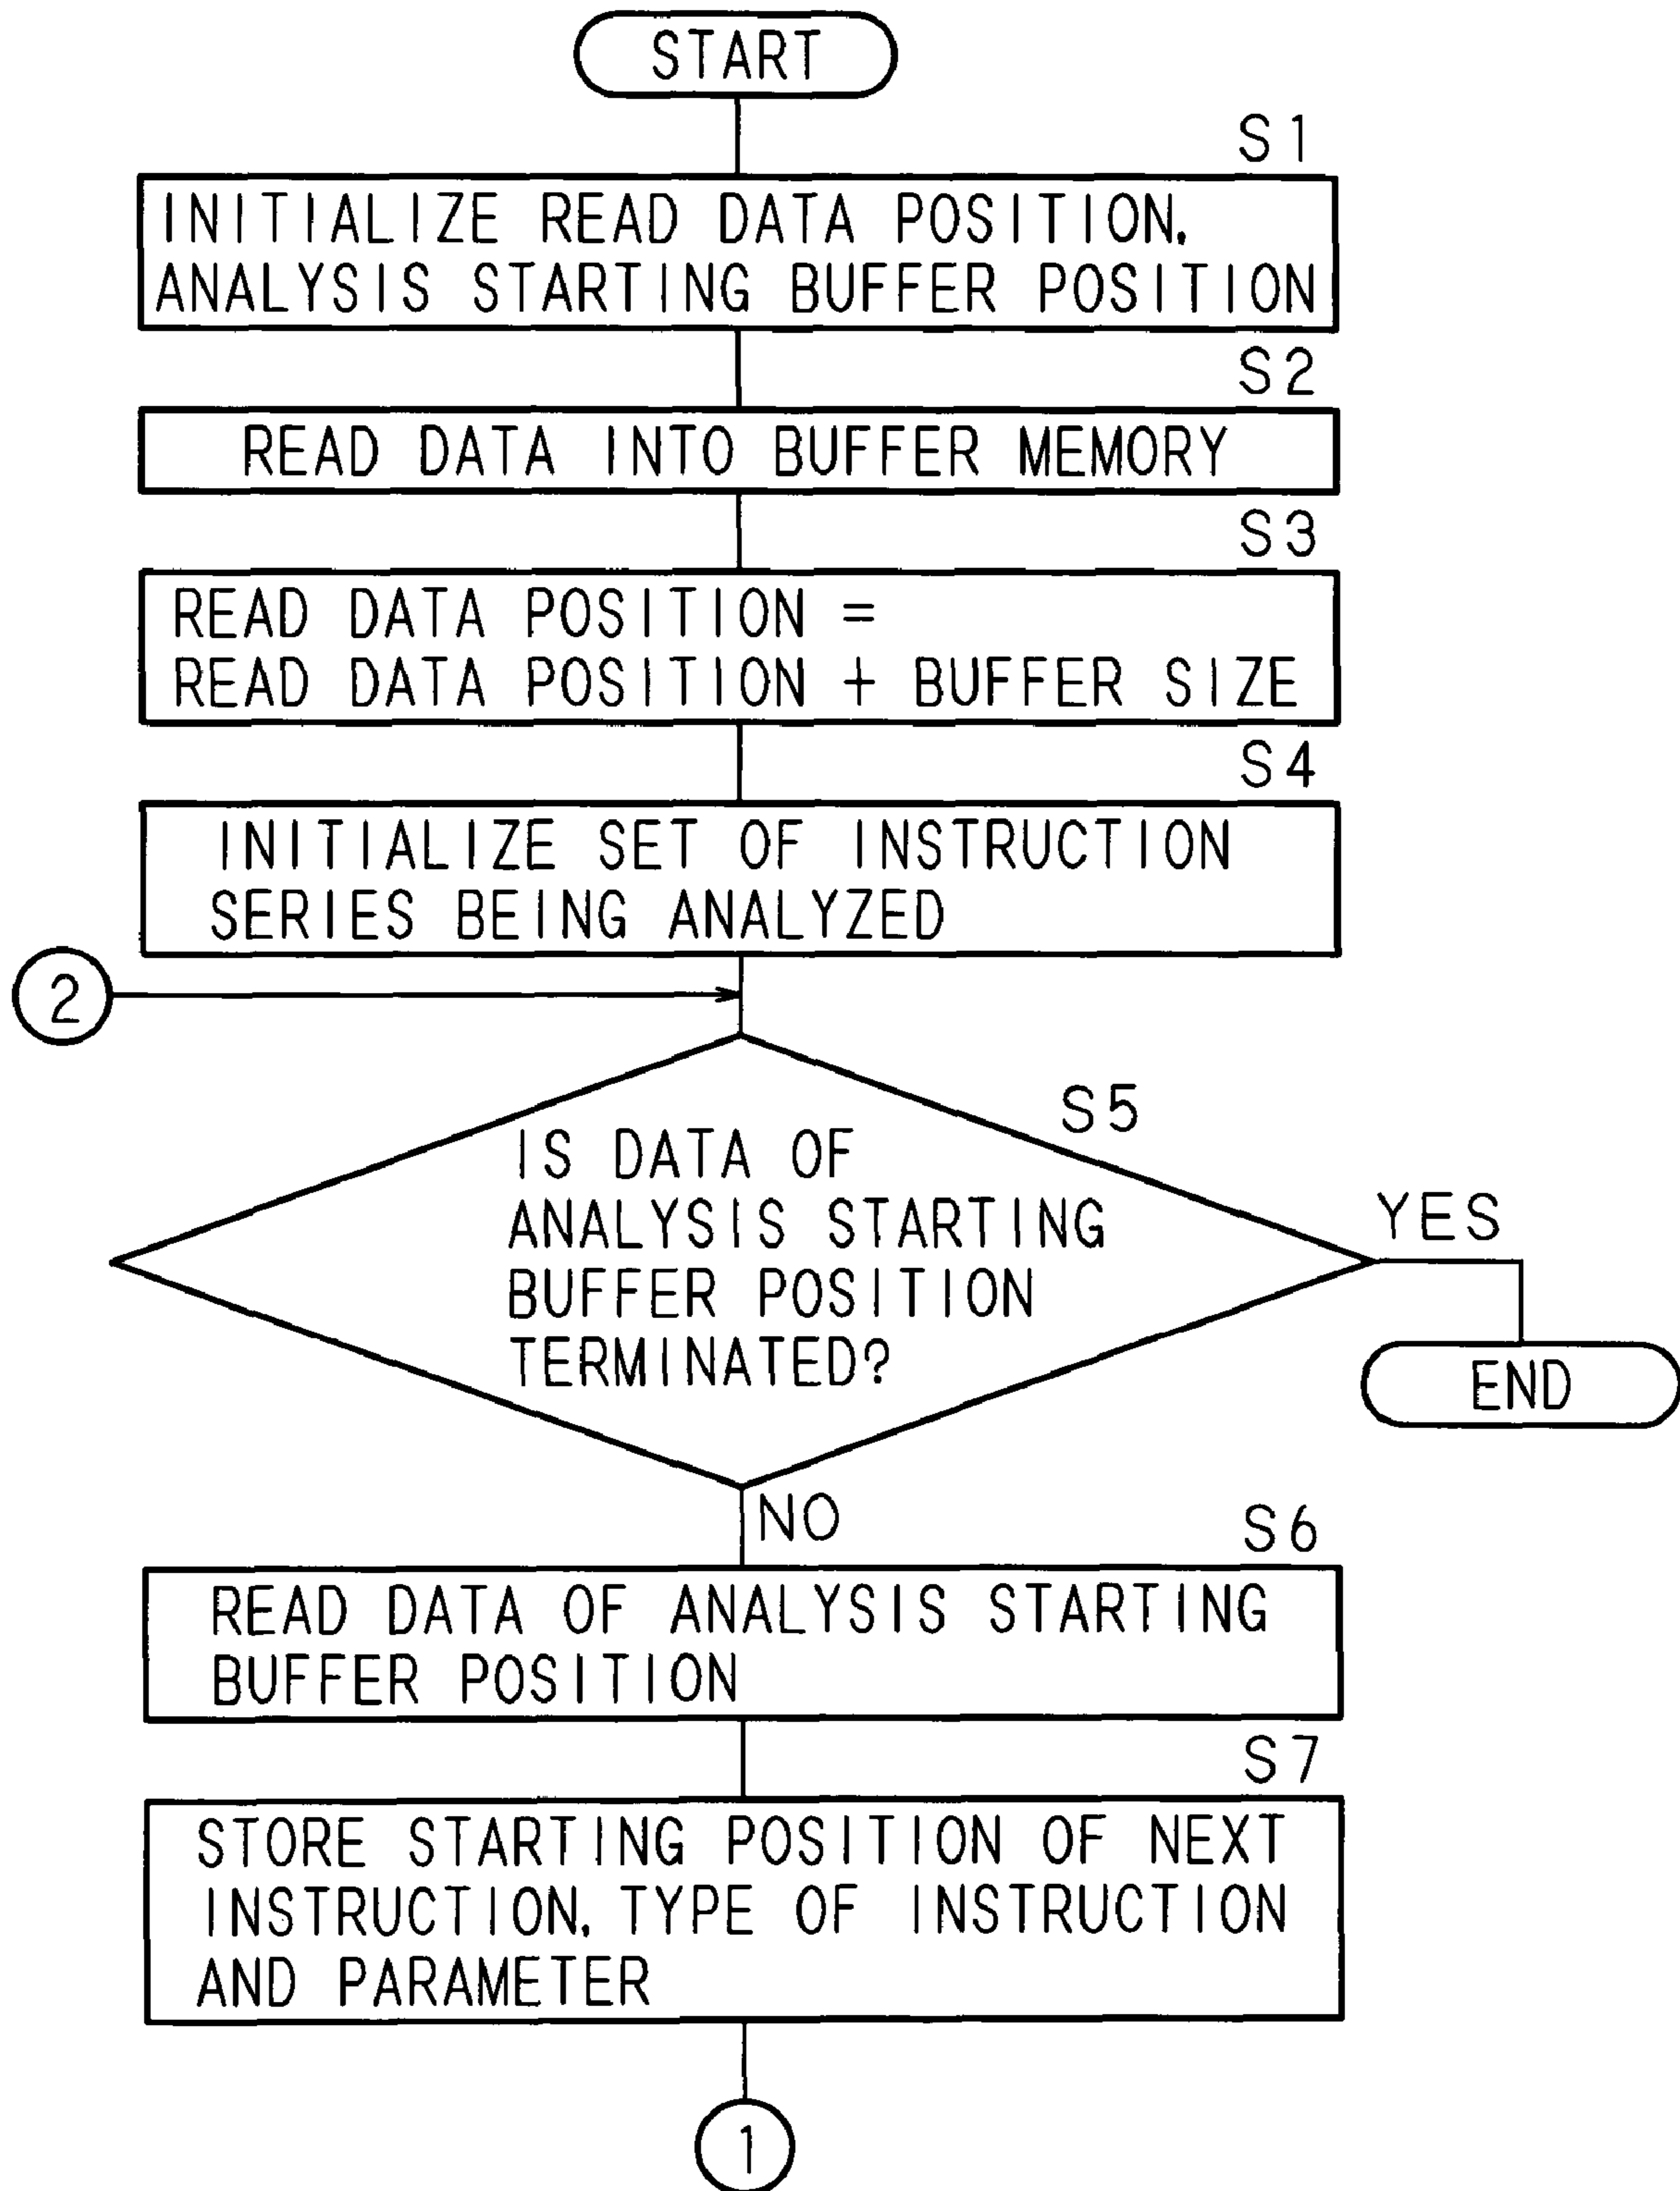 START
S1
INITIALIZE READ DATA POSITION,
ANALYSIS STARTING BUFFER POSITION
S2
READ DATA INTO BUFFER MEMORY
S3
READ DATA POSITION =
READ DATA POSITION + BUFFER SIZE
S4
INITIALIZE SET OF INSTRUCTION
SERIES BEING ANALYZED
2
S5
IS DATA OF
ANALYSIS STARTING
BUFFER POSITION
TERMINATED?
YES
END
NO
S6
READ DATA OF ANALYSIS STARTING
BUFFER POSITION
S7
STORE STARTING POSITION OF NEXT
INSTRUCTION, TYPE OF INSTRUCTION
AND PARAMETER
1